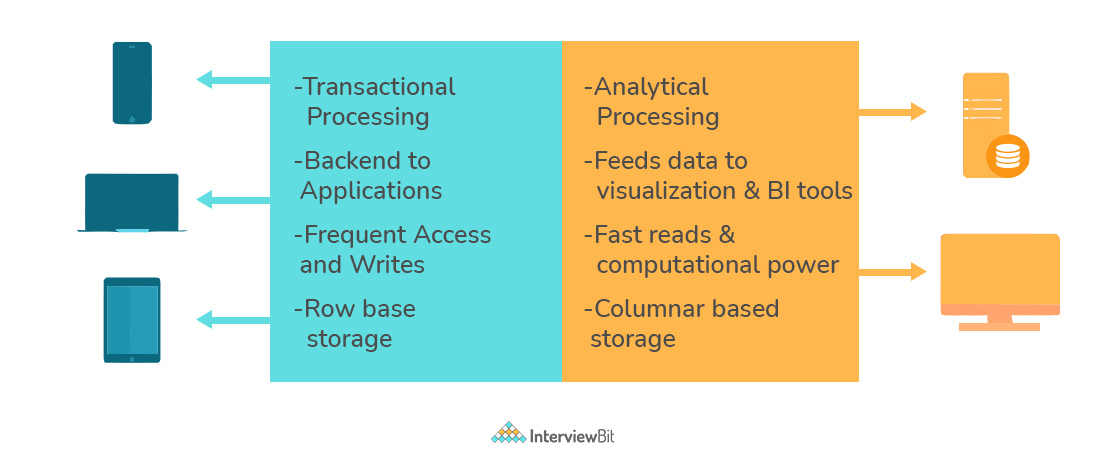 -Transactional
Processing
-Backend to
Applications
-Frequent Access
and Writes
-Row base
storage
-Analytical
Processing
-Feeds data to
visualization & BI tools
-Fast reads &
computational power
-Columnar based
storage
InterviewBit